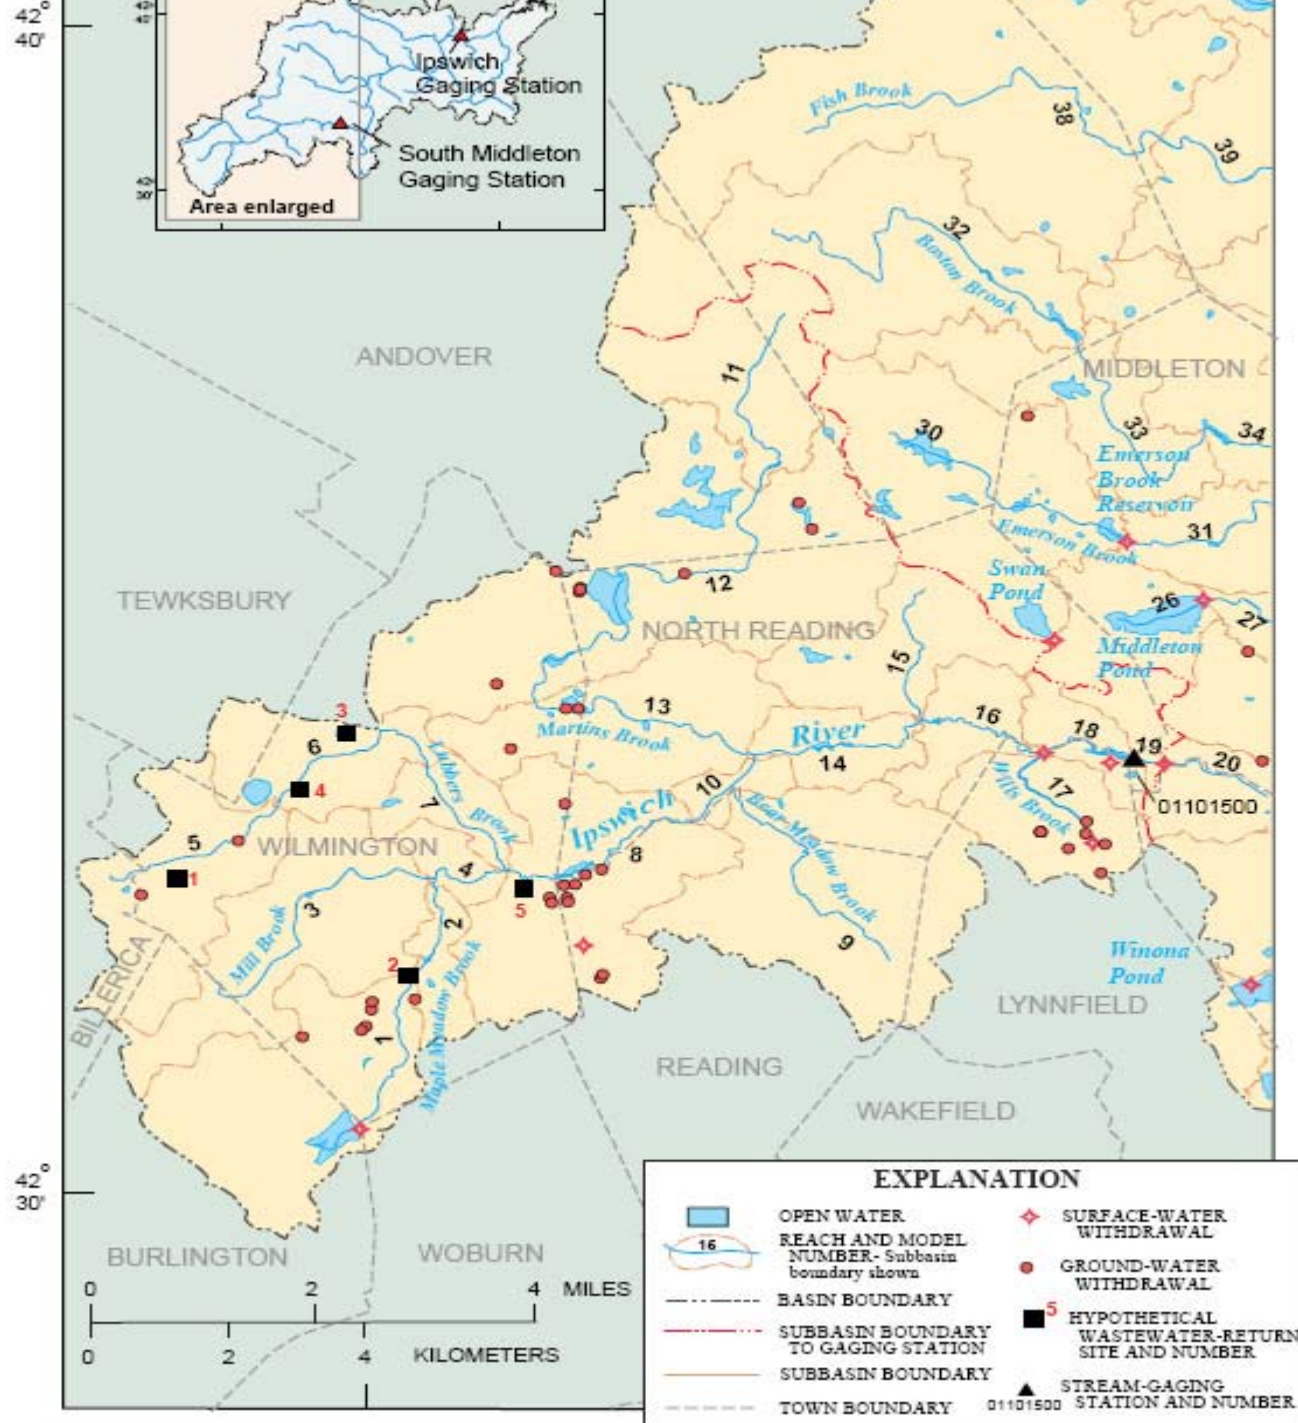 42°
40'
42°
40'
Ipswich
Gaging Station
South Middleton
Gaging Station
42°
30'
Area enlarged
Fish Brook
38
39
32
Boston Brook
ANDOVER
11
MIDDLETON
30
33
34
Emerson
Brook
Reservoir
31
Emerson Brook
Swan
Pond
TEWKSBURY
12
26
27
NORTH READING
Middleton
Pond
15
3
13
16
6
Martins Brook
River
18
19
14
20
Lubbers Brook
4
7
10
Wills Brook
17
01101500
Ipswich
Bear Meadow Brook
5
WILMINGTON
8
1
4
5
3
2
Mill Brook
9
2
Winona
Pond
BILLERICA
Maple Meadow Brook
LYNNFIELD
1
READING
WAKEFIELD
42°
30'
BURLINGTON
WOBURN
0 2 4 MILES
0 2 4 KILOMETERS
EXPLANATION
OPEN WATER
16
REACH AND MODEL
NUMBER- Subbasin
boundary shown
BASIN BOUNDARY
SUBBASIN BOUNDARY
TO GAGING STATION
SUBBASIN BOUNDARY
TOWN BOUNDARY
SURFACE-WATER
WITHDRAWAL
GROUND-WATER
WITHDRAWAL
5
HYPOTHETICAL
WASTEWATER-RETURN
SITE AND NUMBER
STREAM-GAGING
01101500 STATION AND NUMBER